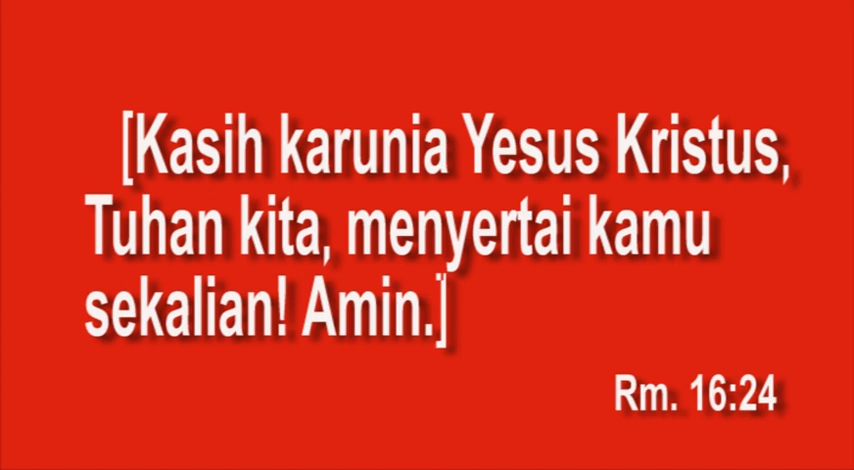 [Kasih karunia Yesus Kristus,
Tuhan kita, menyertai kamu
sekalian! Amin.]
Rm. 16:24